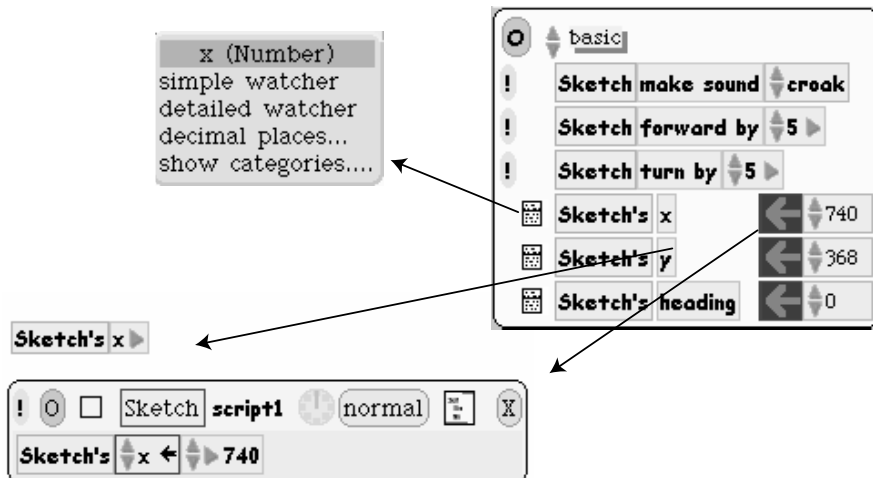 x (Number)
simple watcher
detailed watcher
decimal places...
show categories....
O basic
! Sketch make sound croak
! Sketch forward by 5
! Sketch turn by 5
Sketch's x 740
Sketch's y 368
Sketch's heading 0
Sketch's x
! O Sketch script1 normal X
Sketch's x 740